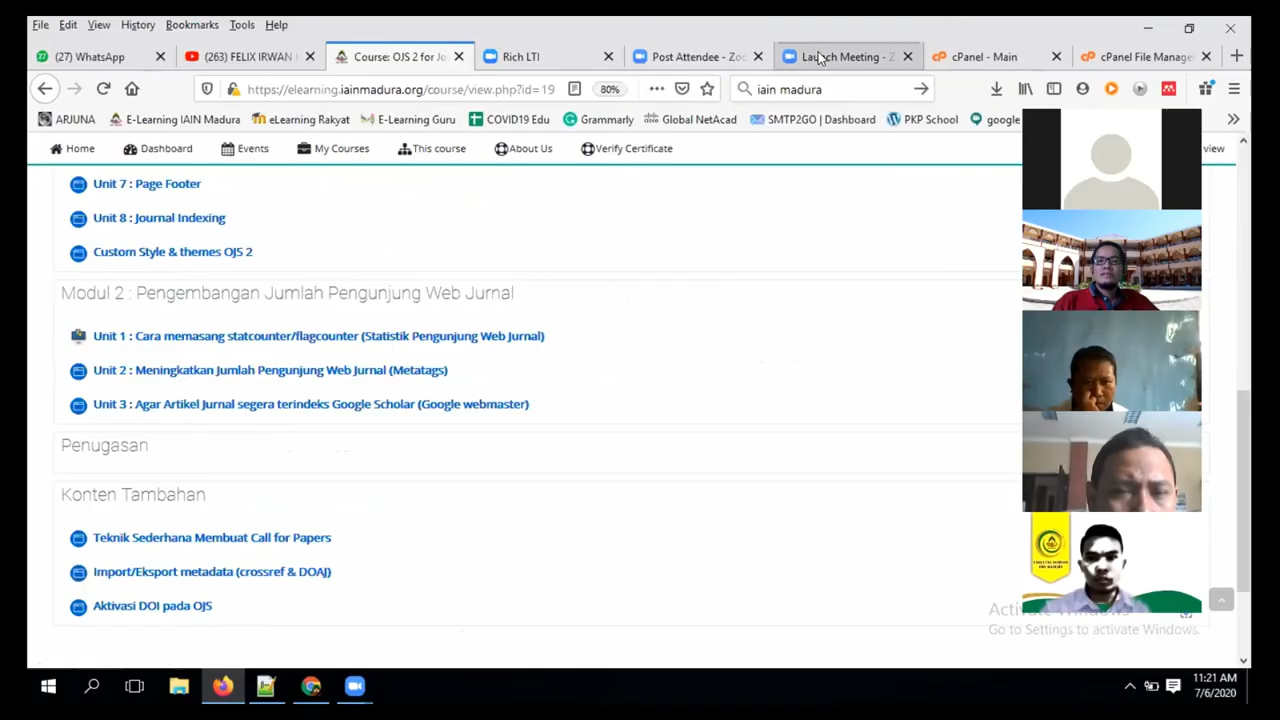 File Edit View History Bookmarks Tools Help
(27) WhatsApp
(263) FELIX IRWAN
Course: OJS 2 for Jo
Rich LTI
Post Attendee - Zoo
Launch Meeting - Z
cPanel - Main
cPanel File Manage
https://elearning.iainmadura.org/course/view.php?id=19
80%
iain madura
ARJUNA
E-Learning IAIN Madura
eLearning Rakyat
E-Learning Guru
COVID19 Edu
Grammarly
Global NetAcad
SMTP2GO | Dashboard
PKP School
google
Home
Dashboard
Events
My Courses
This course
About Us
Verify Certificate
view
Unit 7 : Page Footer
Unit 8 : Journal Indexing
Custom Style & themes OJS 2
Modul 2 : Pengembangan Jumlah Pengunjung Web Jurnal
Unit 1 : Cara memasang statcounter/flagcounter (Statistik Pengunjung Web Jurnal)
Unit 2 : Meningkatkan Jumlah Pengunjung Web Jurnal (Metatags)
Unit 3 : Agar Artikel Jurnal segera terindeks Google Scholar (Google webmaster)
Penugasan
Konten Tambahan
Teknik Sederhana Membuat Call for Papers
Import/Eksport metadata (crossref & DOAJ)
Aktivasi DOI pada OJS
Activate Windows
Go to Settings to activate Windows.
11:21 AM
7/6/2020